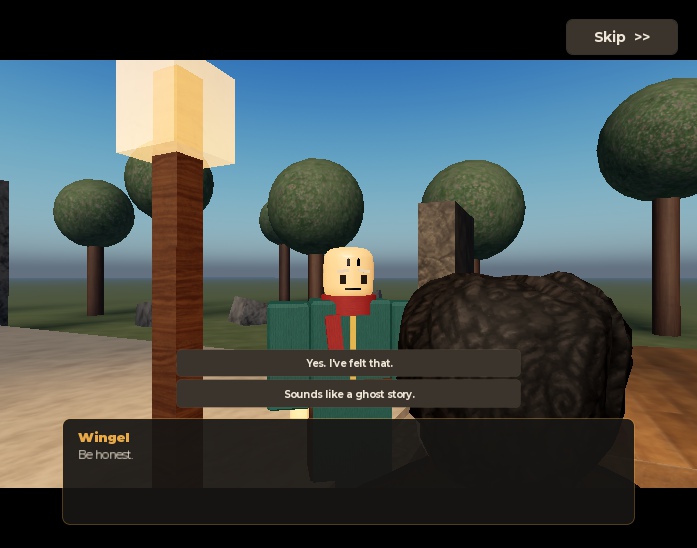 Skip >>
Yes. I've felt that.
Sounds like a ghost story.
Wingel
Be honest.